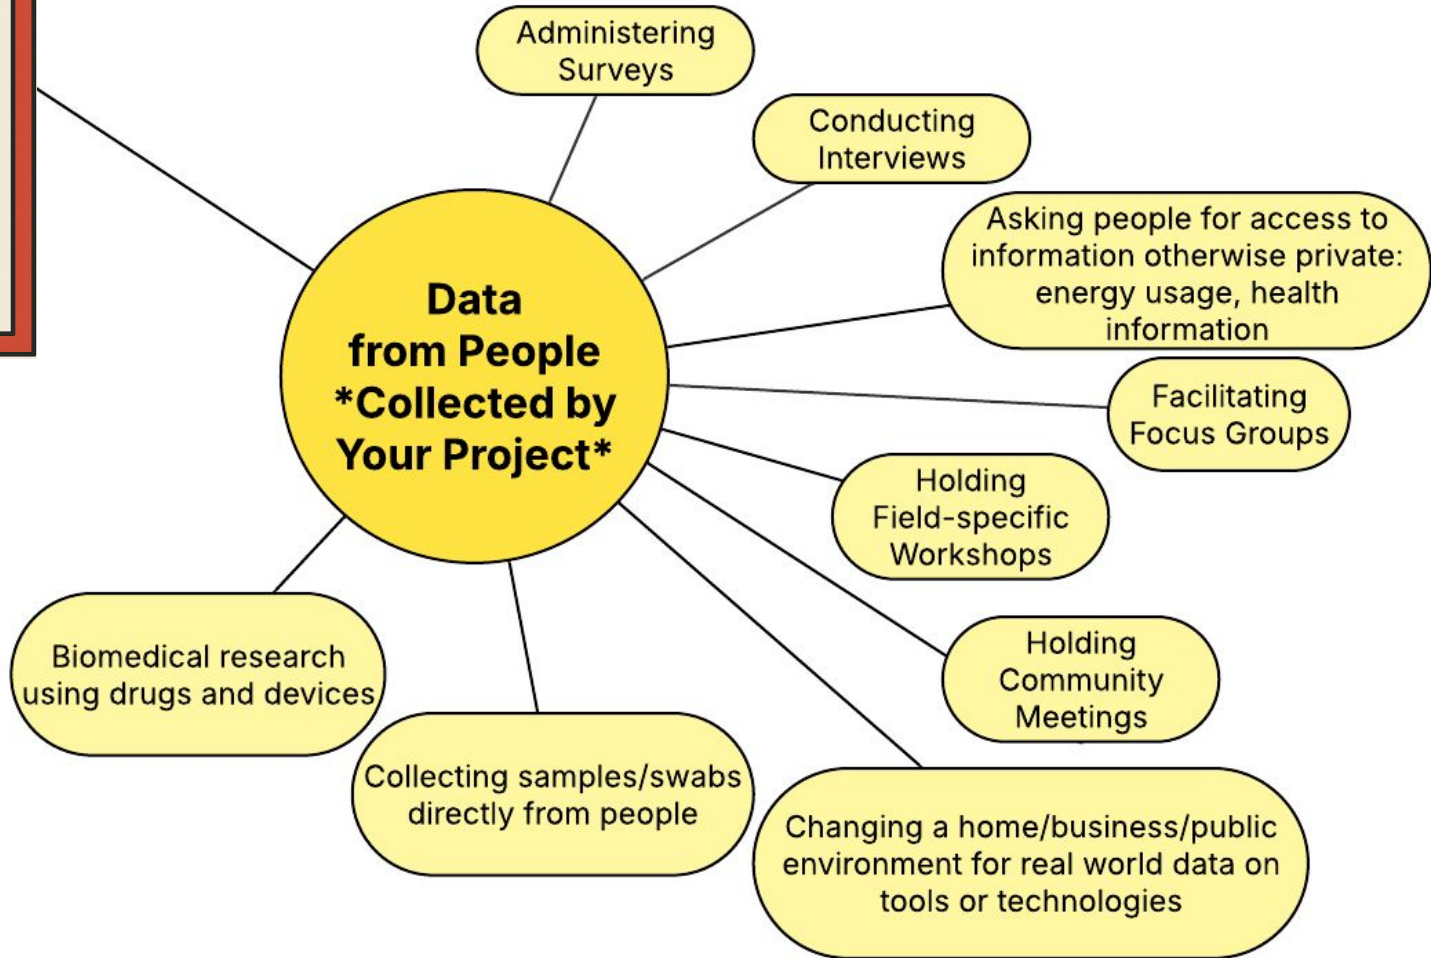 Administering
Surveys
Conducting
Interviews
Asking people for access to
information otherwise private:
energy usage, health
information
Data
from People
*Collected by
Your Project*
Facilitating
Focus Groups
Holding
Field-specific
Workshops
Holding
Community
Meetings
Biomedical research
using drugs and devices
Collecting samples/swabs
directly from people
Changing a home/business/public
environment for real world data on
tools or technologies